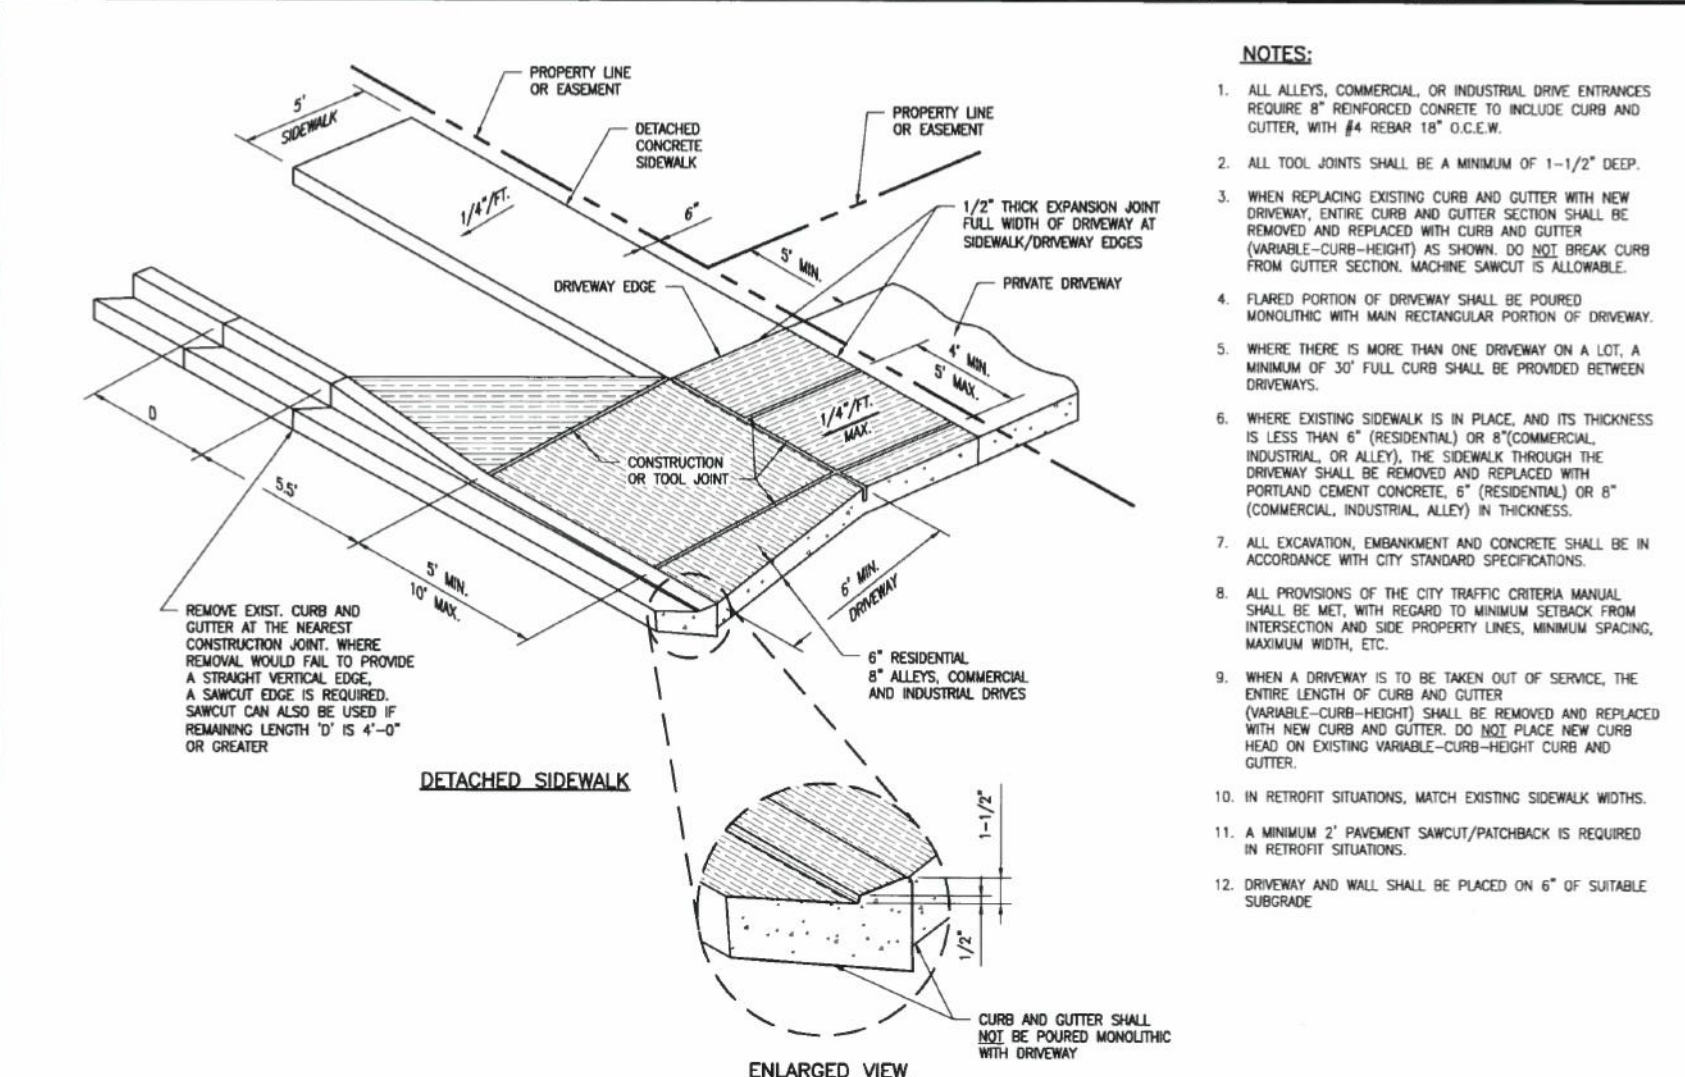 PROPERTY LINE
OR EASEMENT
5'
SIDEWALK
DETACHED
CONCRETE
SIDEWALK
PROPERTY LINE
OR EASEMENT
1/4"/FT.
6"
1/2" THICK EXPANSION JOINT
FULL WIDTH OF DRIVEWAY AT
SIDEWALK/DRIVEWAY EDGES
5' MIN.
DRIVEWAY EDGE
PRIVATE DRIVEWAY
4' MIN.
5' MAX.
1/4"/FT.
MAX.
D
CONSTRUCTION
OR TOOL JOINT
5.5'
5' MIN.
10' MAX.
6' MIN.
DRIVEWAY
REMOVE EXIST. CURB AND
GUTTER AT THE NEAREST
CONSTRUCTION JOINT. WHERE
REMOVAL WOULD FAIL TO PROVIDE
A STRAIGHT VERTICAL EDGE,
A SAWCUT EDGE IS REQUIRED.
SAWCUT CAN ALSO BE USED IF
REMAINING LENGTH 'D' IS 4'-0"
OR GREATER
6" RESIDENTIAL
8" ALLEYS, COMMERCIAL
AND INDUSTRIAL DRIVES
DETACHED SIDEWALK
1-1/2"
1/2"
CURB AND GUTTER SHALL
NOT BE POURED MONOLITHIC
WITH DRIVEWAY
ENLARGED VIEW
NOTES:
1. ALL ALLEYS, COMMERCIAL, OR INDUSTRIAL DRIVE ENTRANCES
REQUIRE 8" REINFORCED CONRETE TO INCLUDE CURB AND
GUTTER, WITH #4 REBAR 18" O.C.E.W.
2. ALL TOOL JOINTS SHALL BE A MINIMUM OF 1-1/2" DEEP.
3. WHEN REPLACING EXISTING CURB AND GUTTER WITH NEW
DRIVEWAY, ENTIRE CURB AND GUTTER SECTION SHALL BE
REMOVED AND REPLACED WITH CURB AND GUTTER
(VARIABLE-CURB-HEIGHT) AS SHOWN. DO NOT BREAK CURB
FROM GUTTER SECTION. MACHINE SAWCUT IS ALLOWABLE.
4. FLARED PORTION OF DRIVEWAY SHALL BE POURED
MONOLITHIC WITH MAIN RECTANGULAR PORTION OF DRIVEWAY.
5. WHERE THERE IS MORE THAN ONE DRIVEWAY ON A LOT, A
MINIMUM OF 30' FULL CURB SHALL BE PROVIDED BETWEEN
DRIVEWAYS.
6. WHERE EXISTING SIDEWALK IS IN PLACE, AND ITS THICKNESS
IS LESS THAN 6" (RESIDENTIAL) OR 8"(COMMERCIAL,
INDUSTRIAL, OR ALLEY), THE SIDEWALK THROUGH THE
DRIVEWAY SHALL BE REMOVED AND REPLACED WITH
PORTLAND CEMENT CONCRETE, 6" (RESIDENTIAL) OR 8"
(COMMERCIAL, INDUSTRIAL, ALLEY) IN THICKNESS.
7. ALL EXCAVATION, EMBANKMENT AND CONCRETE SHALL BE IN
ACCORDANCE WITH CITY STANDARD SPECIFICATIONS.
8. ALL PROVISIONS OF THE CITY TRAFFIC CRITERIA MANUAL
SHALL BE MET, WITH REGARD TO MINIMUM SETBACK FROM
INTERSECTION AND SIDE PROPERTY LINES, MINIMUM SPACING,
MAXIMUM WIDTH, ETC.
9. WHEN A DRIVEWAY IS TO BE TAKEN OUT OF SERVICE, THE
ENTIRE LENGTH OF CURB AND GUTTER
(VARIABLE-CURB-HEIGHT) SHALL BE REMOVED AND REPLACED
WITH NEW CURB AND GUTTER. DO NOT PLACE NEW CURB
HEAD ON EXISTING VARIABLE-CURB-HEIGHT CURB AND
GUTTER.
10. IN RETROFIT SITUATIONS, MATCH EXISTING SIDEWALK WIDTHS.
11. A MINIMUM 2' PAVEMENT SAWCUT/PATCHBACK IS REQUIRED
IN RETROFIT SITUATIONS.
12. DRIVEWAY AND WALL SHALL BE PLACED ON 6" OF SUITABLE
SUBGRADE